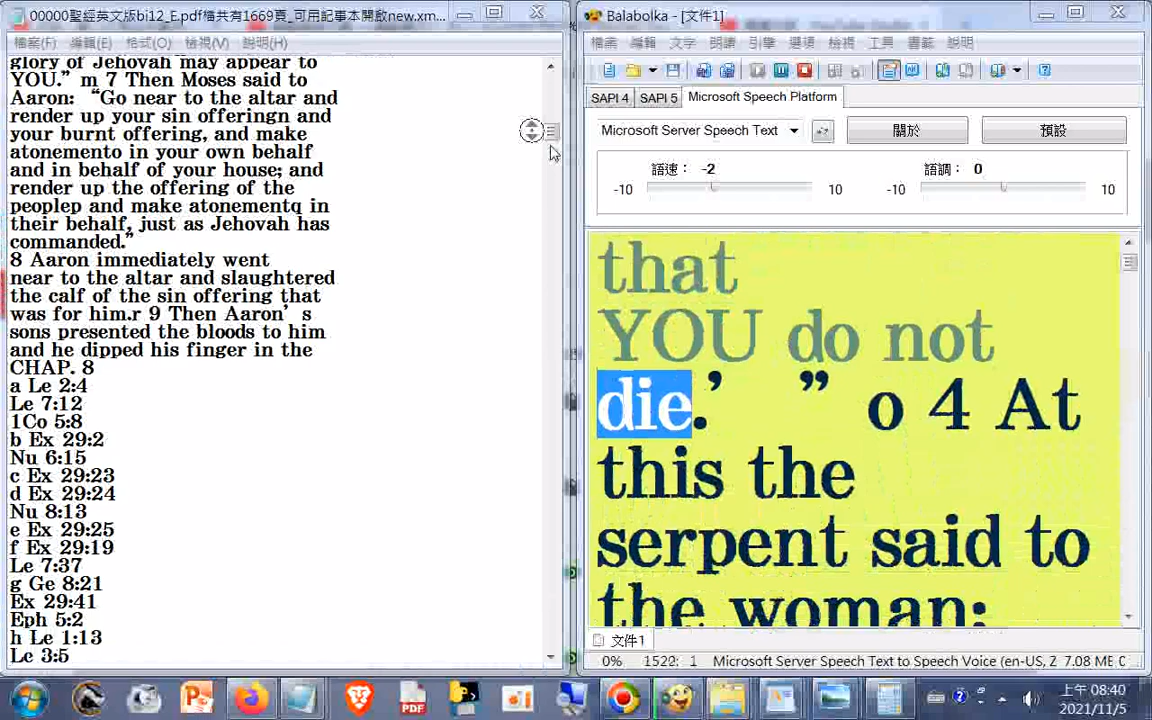 00000聖經英文版bi12_E.pdf檔共有1669頁_可用記事本開啟new.xm...
檔案(F) 編輯(E) 格式(O) 檢視(V) 說明(H)
glory of Jehovah may appear to
YOU.” m 7 Then Moses said to
Aaron: “Go near to the altar and
render up your sin offeringn and
your burnt offering, and make
atonemento in your own behalf
and in behalf of your house; and
render up the offering of the
peoplep and make atonementq in
their behalf, just as Jehovah has
commanded.”
8 Aaron immediately went
near to the altar and slaughtered
the calf of the sin offering that
was for him.r 9 Then Aaron’s
sons presented the bloods to him
and he dipped his finger in the
CHAP. 8
a Le 2:4
Le 7:12
1Co 5:8
b Ex 29:2
Nu 6:15
c Ex 29:23
d Ex 29:24
Nu 8:13
e Ex 29:25
f Ex 29:19
Le 7:37
g Ge 8:21
Ex 29:41
Eph 5:2
h Le 1:13
Le 3:5
Balabolka - [文件1]
檔案 編輯 文字 朗讀 引擎 選項 檢視 工具 書籤 說明
SAPI 4 SAPI 5 Microsoft Speech Platform
Microsoft Server Speech Text 關於 預設
語速： -2 語調： 0
-10 10 -10 10
that
YOU do not
die.’ ” o 4 At
this the
serpent said to
the woman:
文件1
0% 1522: 1 Microsoft Server Speech Text to Speech Voice (en-US, Z 7.08 MB
上午 08:40
2021/11/5